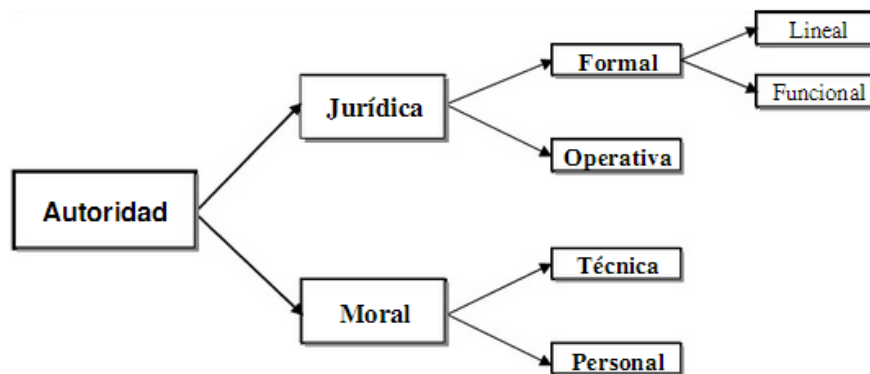 Lineal
Formal
Funcional
Jurídica
Operativa
Autoridad
Técnica
Moral
Personal